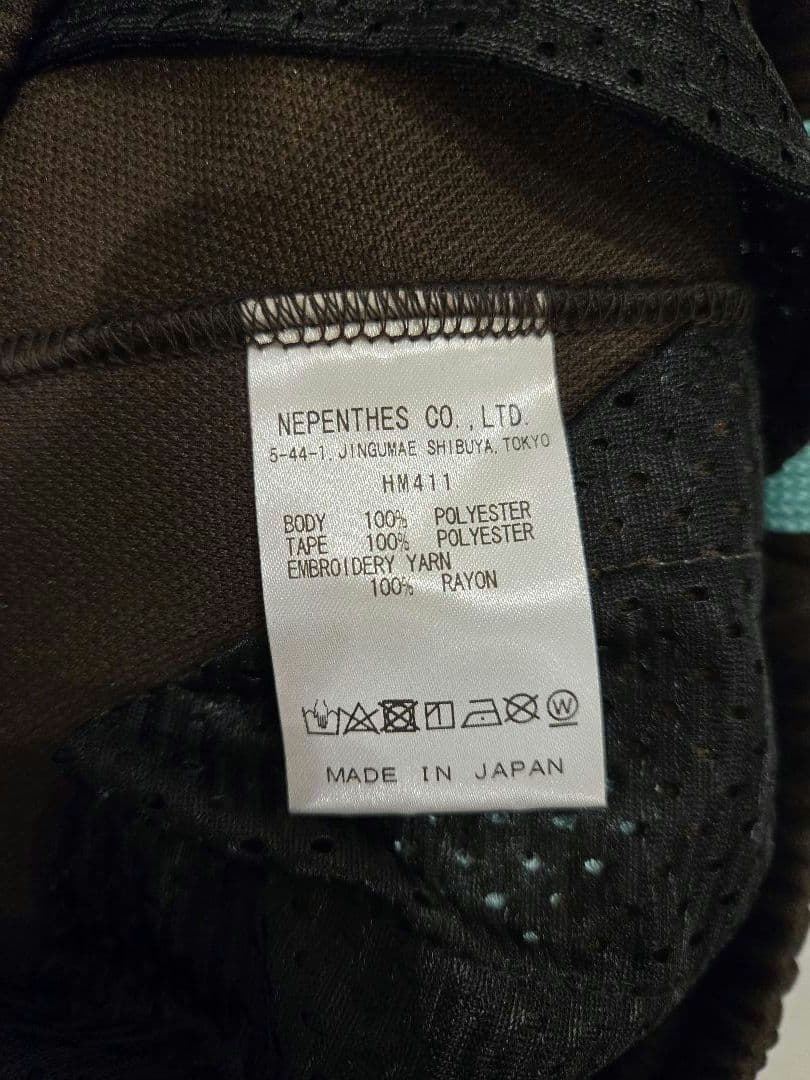 NEPENTHES CO.,LTD.
5-44-1, JINGUMAE SHIBUYA, TOKYO
HM411
BODY 100% POLYESTER
TAPE 100% POLYESTER
EMBROIDERY YARN
100% RAYON
W
MADE IN JAPAN